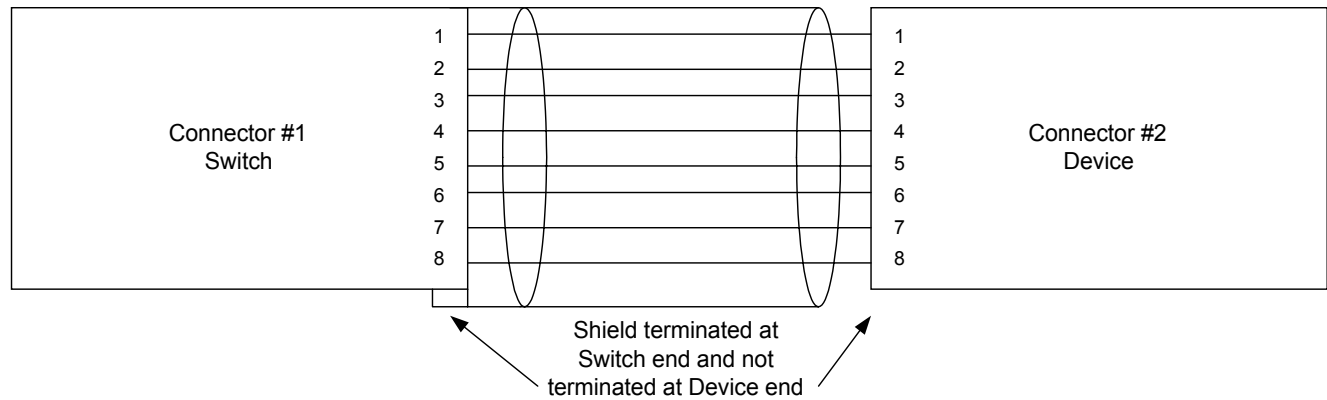 Connector #1
Switch
1
2
3
4
5
6
7
8
1
2
3
4
5
6
7
8
Connector #2
Device
Shield terminated at
Switch end and not
terminated at Device end